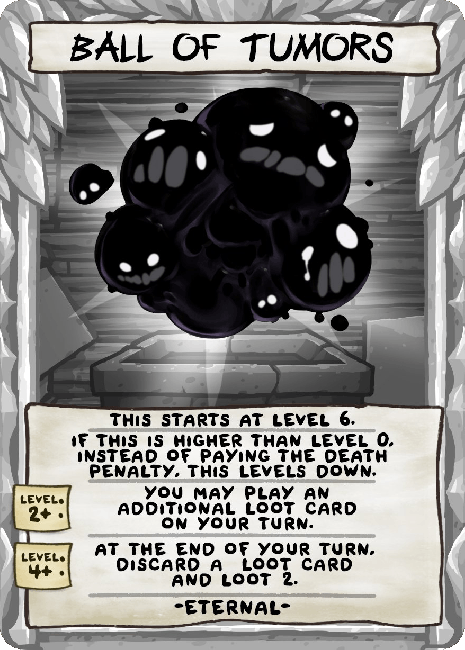 BALL OF TUMORS
THIS STARTS AT LEVEL 6.
IF THIS IS HIGHER THAN LEVEL 0,
INSTEAD OF PAYING THE DEATH
PENALTY, THIS LEVELS DOWN.
LEVEL:
2+ :
YOU MAY PLAY AN
ADDITIONAL LOOT CARD
ON YOUR TURN.
LEVEL:
4+ :
AT THE END OF YOUR TURN,
DISCARD A LOOT CARD
AND LOOT 2.
-ETERNAL-